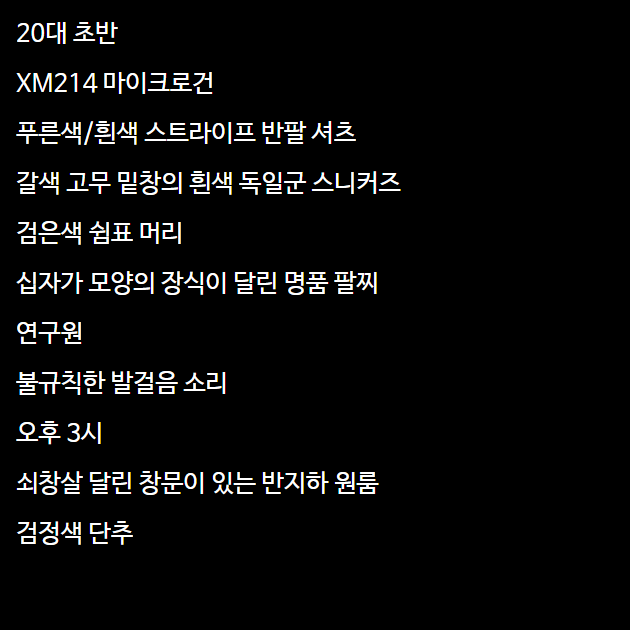 20대 초반
XM214 마이크로건
푸른색/흰색 스트라이프 반팔 셔츠
갈색 고무 밑창의 흰색 독일군 스니커즈
검은색 쉼표 머리
십자가 모양의 장식이 달린 명품 팔찌
연구원
불규칙한 발걸음 소리
오후 3시
쇠창살 달린 창문이 있는 반지하 원룸
검정색 단추